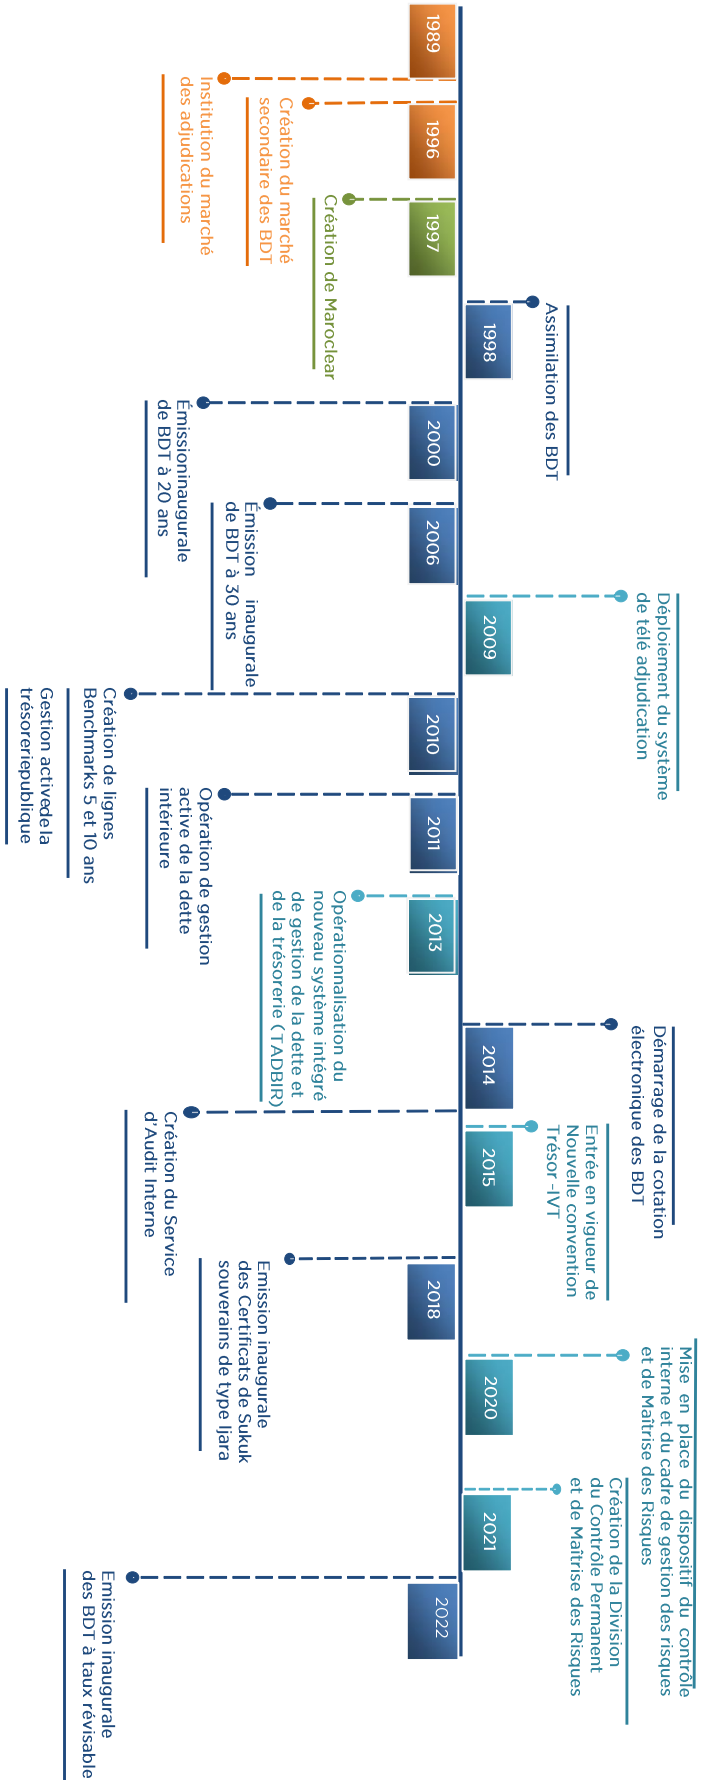 1989
Institution du marché
des adjudications
1996
Création du marché
secondaire des BDT
1997
Création de Maroclear
1998
Assimilation des BDT
2000
Émissioninaugurale
de BDT à 20 ans
2006
Émission inaugurale
de BDT à 30 ans
2009
Déploiement du système
de télé adjudication
2010
Création de lignes
Benchmarks 5 et 10 ans
Gestion activedela
trésoreriepublique
2011
Opération de gestion
active de la dette
intérieure
2013
Opérationnalisation du
nouveau système intégré
de gestion de la dette et
de la trésorerie (TADBIR)
2014
Démarrage de la cotation
électronique des BDT
Création du Service
d'Audit Interne
2015
Entrée en vigueur de
Nouvelle convention
Trésor -IVT
2018
Emission inaugurale
des Certificats de Sukuk
souverains de type Ijara
2020
Mise en place du dispositif du contrôle
interne et du cadre de gestion des risques
et de Maîtrise des Risques
2021
Création de la Division
du Contrôle Permanent
et de Maîtrise des Risques
2022
Emission inaugurale
des BDT à taux révisable